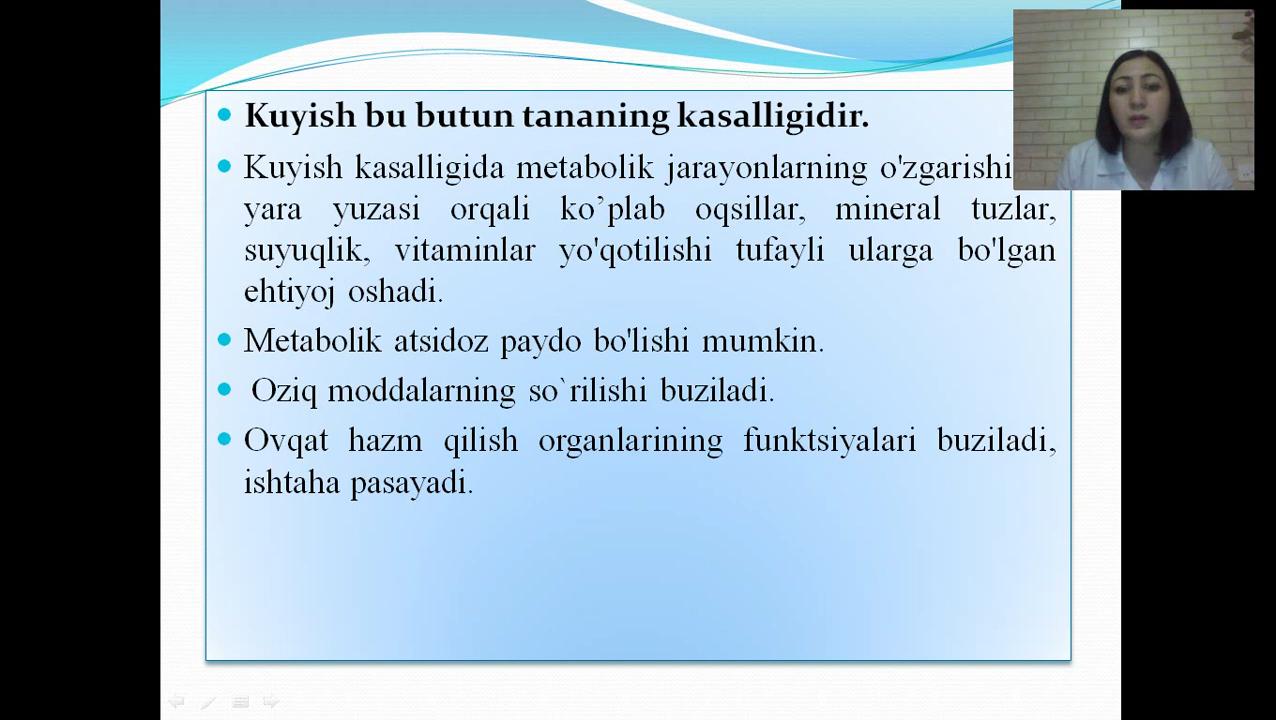 Kuyish bu butun tananing kasalligidir.
Kuyish kasalligida metabolik jarayonlarning o'zgarishi
yara yuzasi orqali ko’plab oqsillar, mineral tuzlar,
suyuqlik, vitaminlar yo'qotilishi tufayli ularga bo'lgan
ehtiyoj oshadi.
Metabolik atsidoz paydo bo'lishi mumkin.
Oziq moddalarning so`rilishi buziladi.
Ovqat hazm qilish organlarining funktsiyalari buziladi,
ishtaha pasayadi.